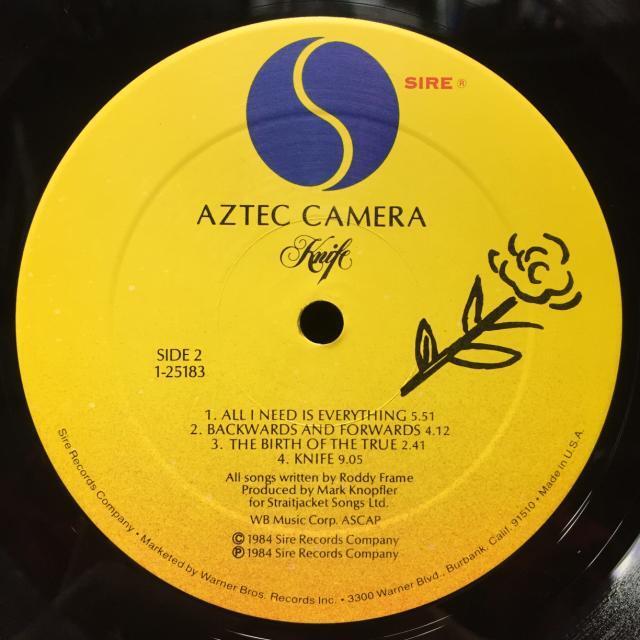 SIRE ®
AZTEC CAMERA
Knife
SIDE 2
1-25183
1. ALL I NEED IS EVERYTHING 5.51
2. BACKWARDS AND FORWARDS 4.12
3. THE BIRTH OF THE TRUE 2.41
4. KNIFE 9.05
All songs written by Roddy Frame
Produced by Mark Knopfler
for Straitjacket Songs Ltd.
WB Music Corp. ASCAP
©1984 Sire Records Company
℗1984 Sire Records Company
Sire Records Company • Marketed by Warner Bros. Records Inc. • 3300 Warner Blvd., Burbank, Calif. 91510 • Made in U.S.A.